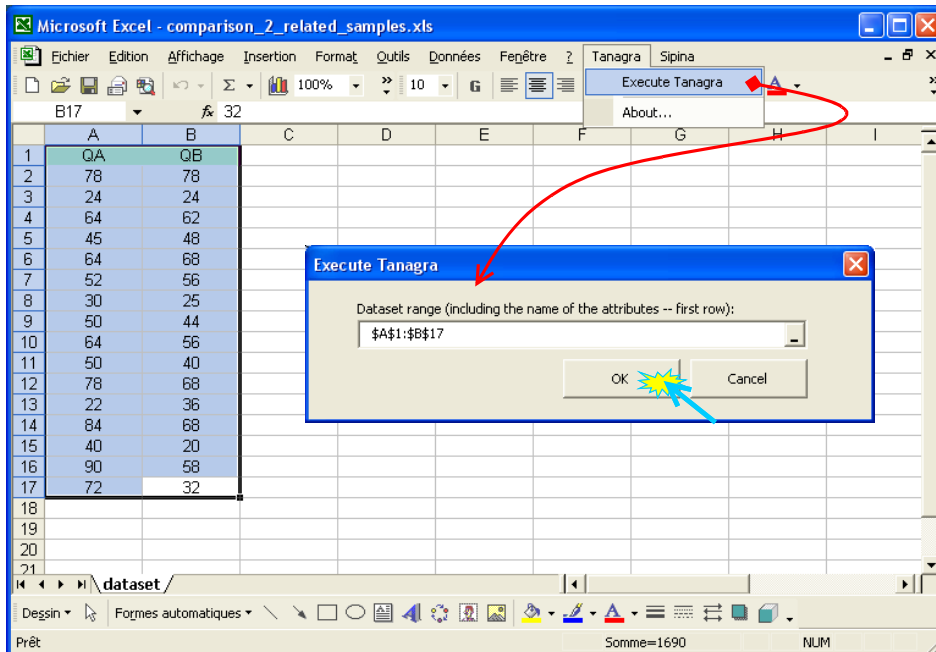 Microsoft Excel - comparison_2_related_samples.xls
Fichier Edition Affichage Insertion Format Outils Données Fenêtre ? Tanagra Sipina
100% 10 G A
Execute Tanagra
About...
B17 fx 32
A B C D E F G H I
1 QA QB
2 78 78
3 24 24
4 64 62
5 45 48
6 64 68
7 52 56
8 30 25
9 50 44
10 64 56
11 50 40
12 78 68
13 22 36
14 84 68
15 40 20
16 90 58
17 72 32
18
19
20
21
Execute Tanagra
Dataset range (including the name of the attributes -- first row):
$A$1:$B$17
OK Cancel
dataset
Dessin Formes automatiques A A
Prêt Somme=1690 NUM